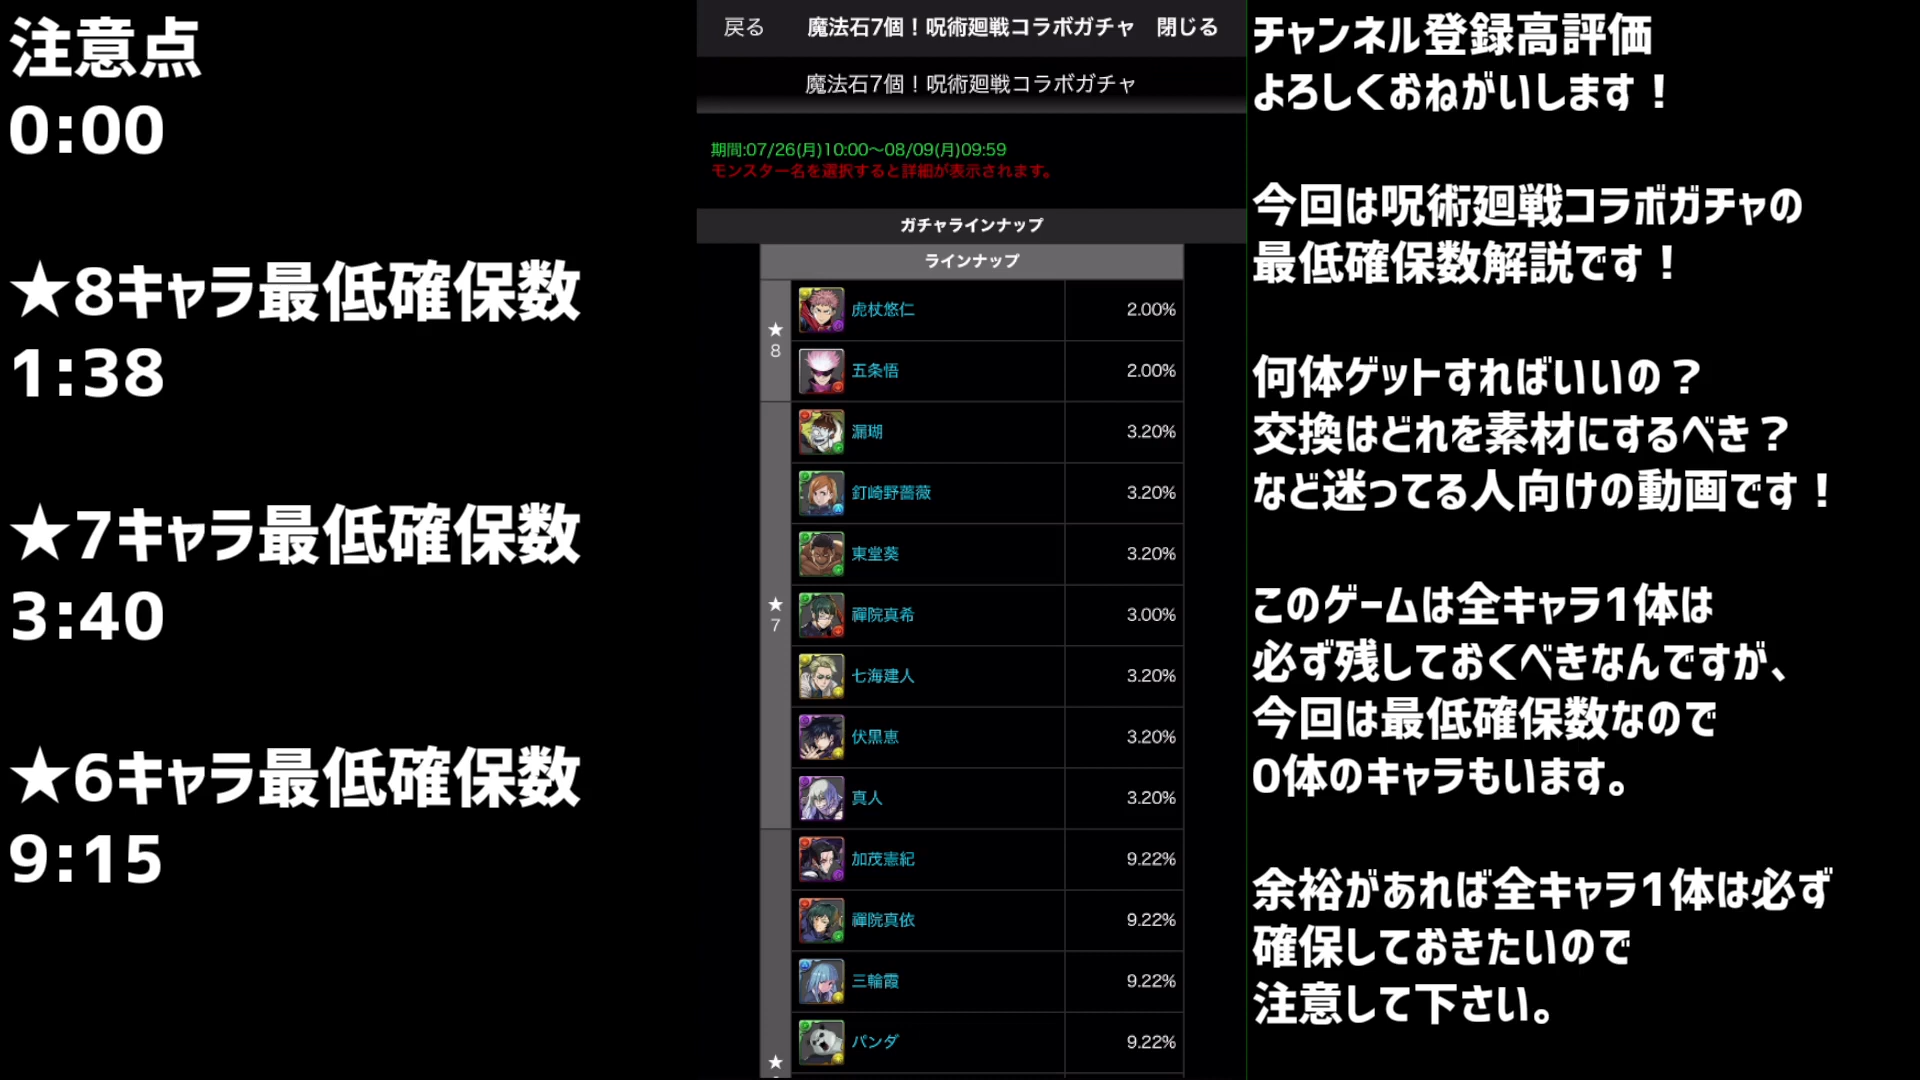 注意点
0:00
★8キャラ最低確保数
1:38
★7キャラ最低確保数
3:40
★6キャラ最低確保数
9:15
戻る 魔法石7個！呪術廻戦コラボガチャ 閉じる
魔法石7個！呪術廻戦コラボガチャ
期間:07/26(月)10:00〜08/09(月)09:59
モンスター名を選択すると詳細が表示されます。
ガチャラインナップ
ラインナップ
★8
虎杖悠仁 2.00%
五条悟 2.00%
★7
漏瑚 3.20%
釘崎野薔薇 3.20%
東堂葵 3.20%
禪院真希 3.00%
七海建人 3.20%
伏黒恵 3.20%
真人 3.20%
加茂憲紀 9.22%
禪院真依 9.22%
三輪霞 9.22%
パンダ 9.22%
★
チャンネル登録高評価
よろしくおねがいします！
今回は呪術廻戦コラボガチャの
最低確保数解説です！
何体ゲットすればいいの？
交換はどれを素材にするべき？
など迷ってる人向けの動画です！
このゲームは全キャラ1体は
必ず残しておくべきなんですが、
今回は最低確保数なので
0体のキャラもいます。
余裕があれば全キャラ1体は必ず
確保しておきたいので
注意して下さい。